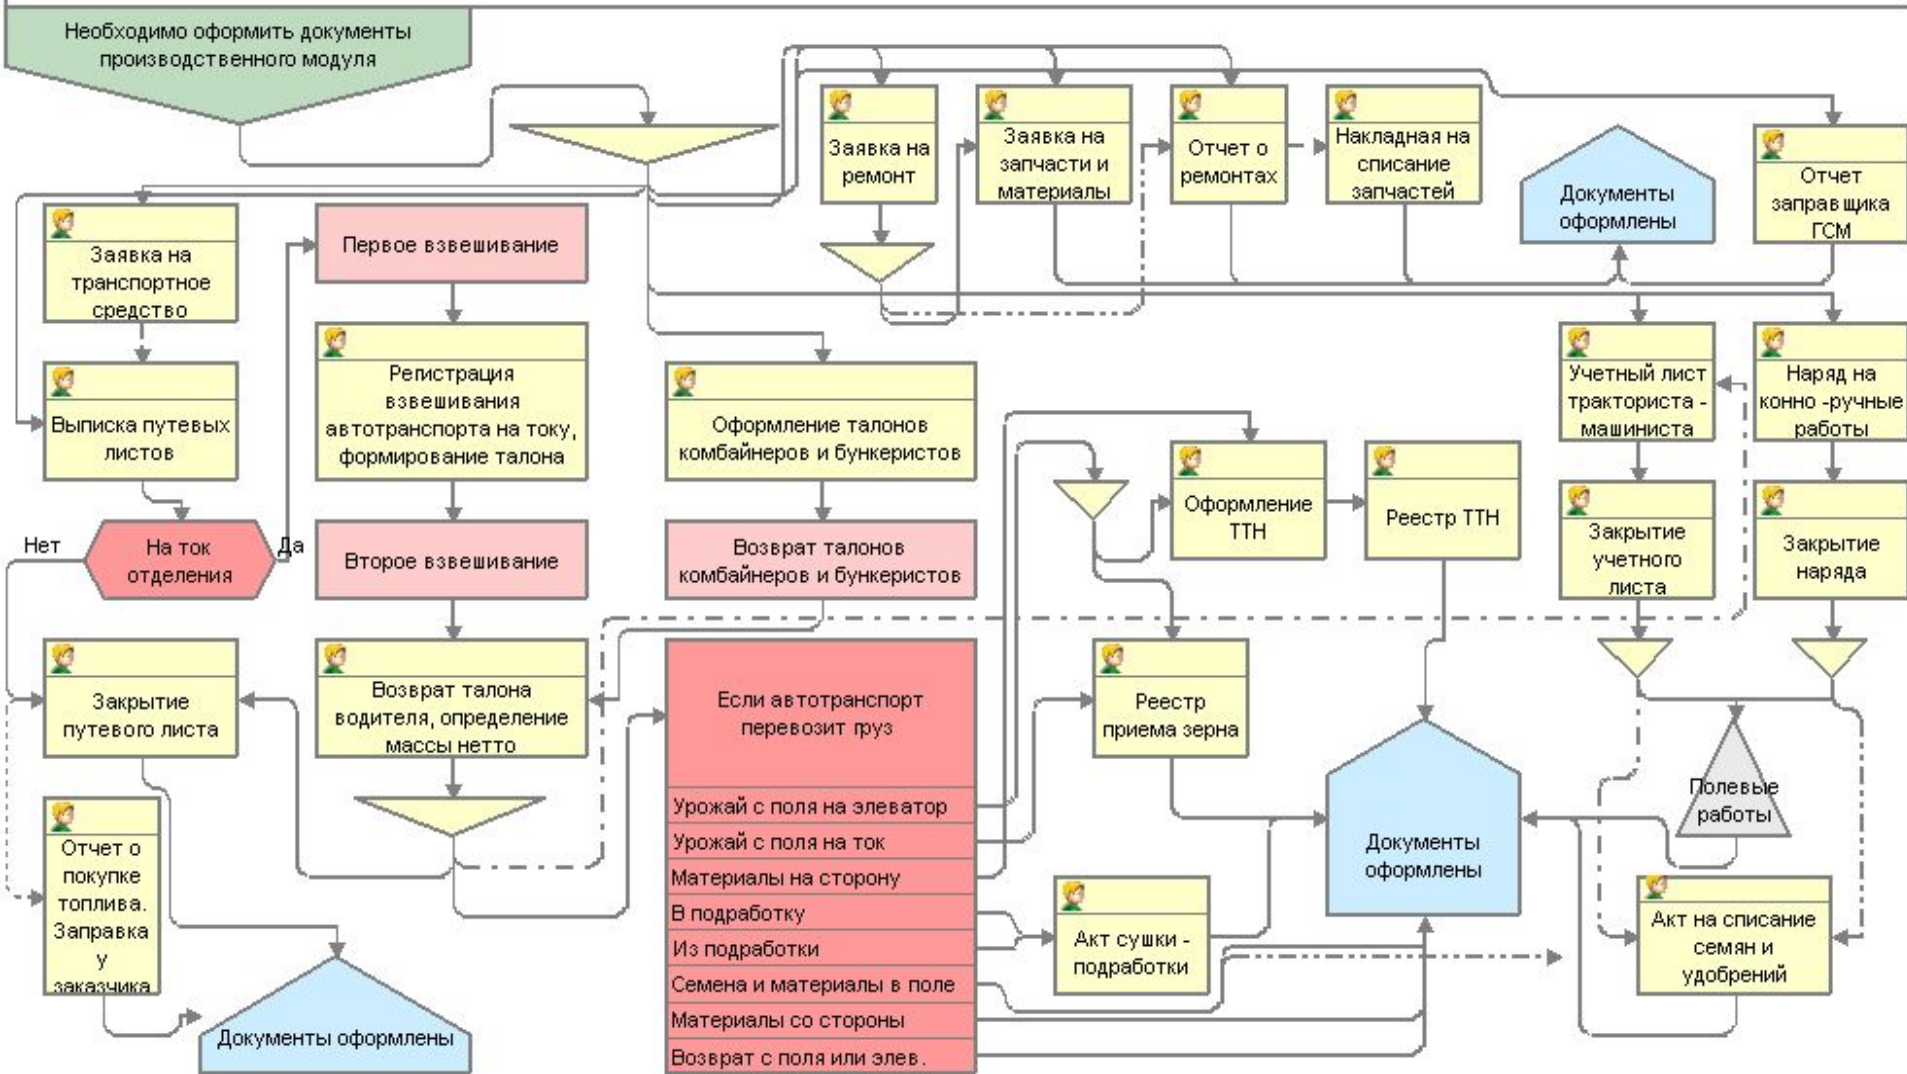 Необходимо оформить документы
производственного модуля
Заявка на
ремонт
Заявка на
запчасти и
материалы
Отчет о
ремонтах
Накладная на
списание
запчастей
Документы
оформлены
Отчет
заправщика
ГСМ
Заявка на
транспортное
средство
Первое взвешивание
Выписка путевых
листов
Регистрация
взвешивания
автотранспорта на току,
формирование талона
Оформление талонов
комбайнеров и бункеристов
Учетный лист
тракториста -
машиниста
Наряд на
конно -ручные
работы
Оформление
ТТН
Реестр ТТН
Нет
На ток
отделения
Да
Второе взвешивание
Возврат талонов
комбайнеров и бункеристов
Закрытие
учетного
листа
Закрытие
наряда
Закрытие
путевого листа
Возврат талона
водителя, определение
массы нетто
Если автотранспорт
перевозит груз
Урожай с поля на элеватор
Урожай с поля на ток
Материалы на сторону
В подработку
Из подработки
Семена и материалы в поле
Материалы со стороны
Возврат с поля или элев.
Реестр
приема зерна
Документы
оформлены
Полевые
работы
Отчет о
покупке
топлива.
Заправка
у
заказчика
Документы оформлены
Акт сушки -
подработки
Акт на списание
семян и
удобрений